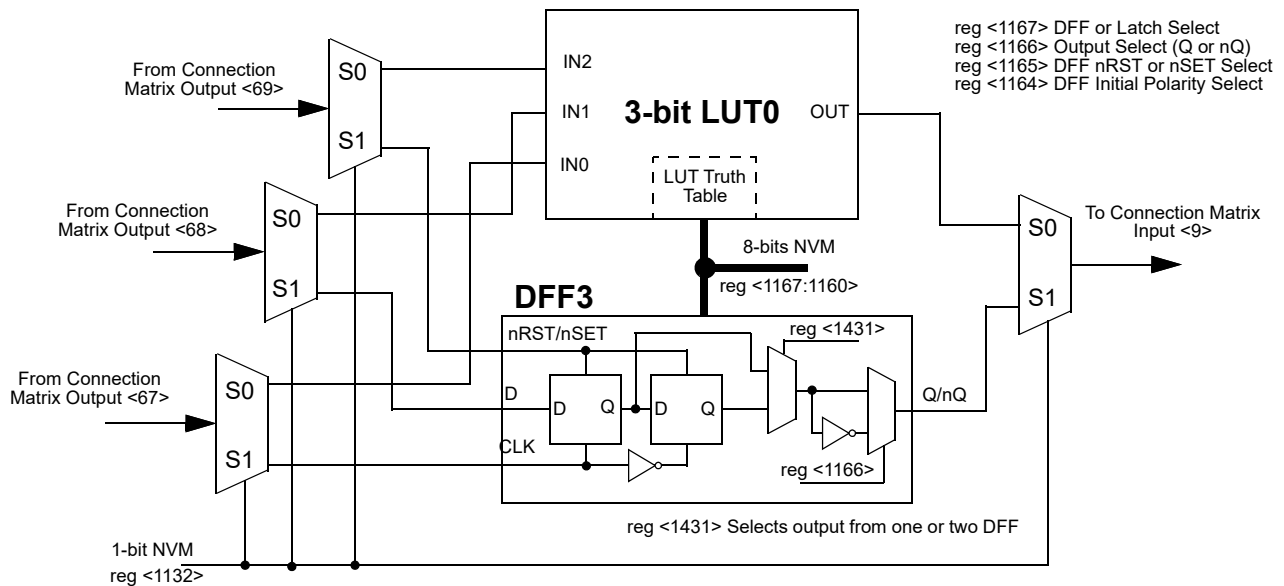 reg <1167> DFF or Latch Select
reg <1166> Output Select (Q or nQ)
reg <1165> DFF nRST or nSET Select
reg <1164> DFF Initial Polarity Select
From Connection
Matrix Output <69>
S0
S1
IN2
IN1
IN0
3-bit LUT0
OUT
LUT Truth
Table
From Connection
Matrix Output <68>
S0
S1
To Connection Matrix
Input <9>
S0
S1
8-bits NVM
reg <1167:1160>
DFF3
nRST/nSET
reg <1431>
From Connection
Matrix Output <67>
S0
S1
D
D
Q
D
Q
Q/nQ
CLK
reg <1166>
reg <1431> Selects output from one or two DFF
1-bit NVM
reg <1132>